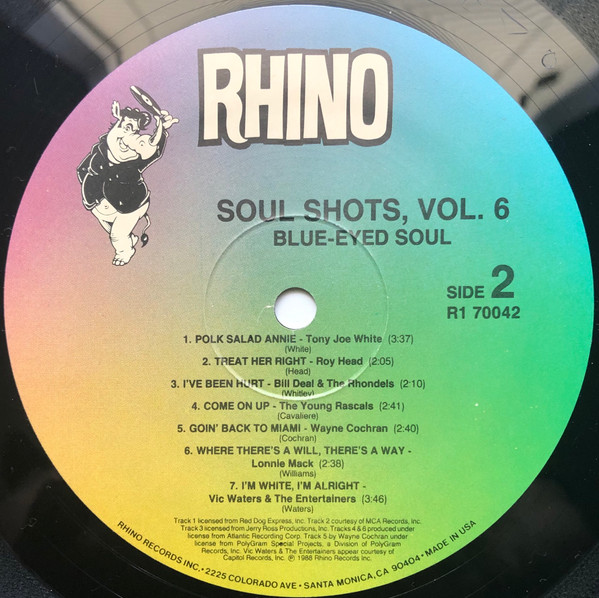 RHINO
SOUL SHOTS, VOL. 6
BLUE-EYED SOUL
SIDE 2
R1 70042
1. POLK SALAD ANNIE - Tony Joe White (3:37)
(White)
2. TREAT HER RIGHT - Roy Head (2:05)
(Head)
3. I'VE BEEN HURT - Bill Deal & The Rhondels (2:10)
(Whitley)
4. COME ON UP - The Young Rascals (2:41)
(Cavaliere)
5. GOIN' BACK TO MIAMI - Wayne Cochran (2:40)
(Cochran)
6. WHERE THERE'S A WILL, THERE'S A WAY -
Lonnie Mack (2:38)
(Williams)
7. I'M WHITE, I'M ALRIGHT -
Vic Waters & The Entertainers (3:46)
(Waters)
Track 1 licensed from Red Dog Express, Inc. Track 2 courtesy of MCA Records, Inc.
Track 3 licensed from Jerry Ross Productions, Inc. Tracks 4 & 6 produced under
license from Atlantic Recording Corp. Track 5 by Wayne Cochran under
license from PolyGram Special Projects, a Division of PolyGram
Records, Inc. Vic Waters & The Entertainers appear courtesy of
Capitol Records, Inc. ℗ 1988 Rhino Records Inc.
RHINO RECORDS INC. • 2225 COLORADO AVE • SANTA MONICA, CA 90404 • MADE IN USA